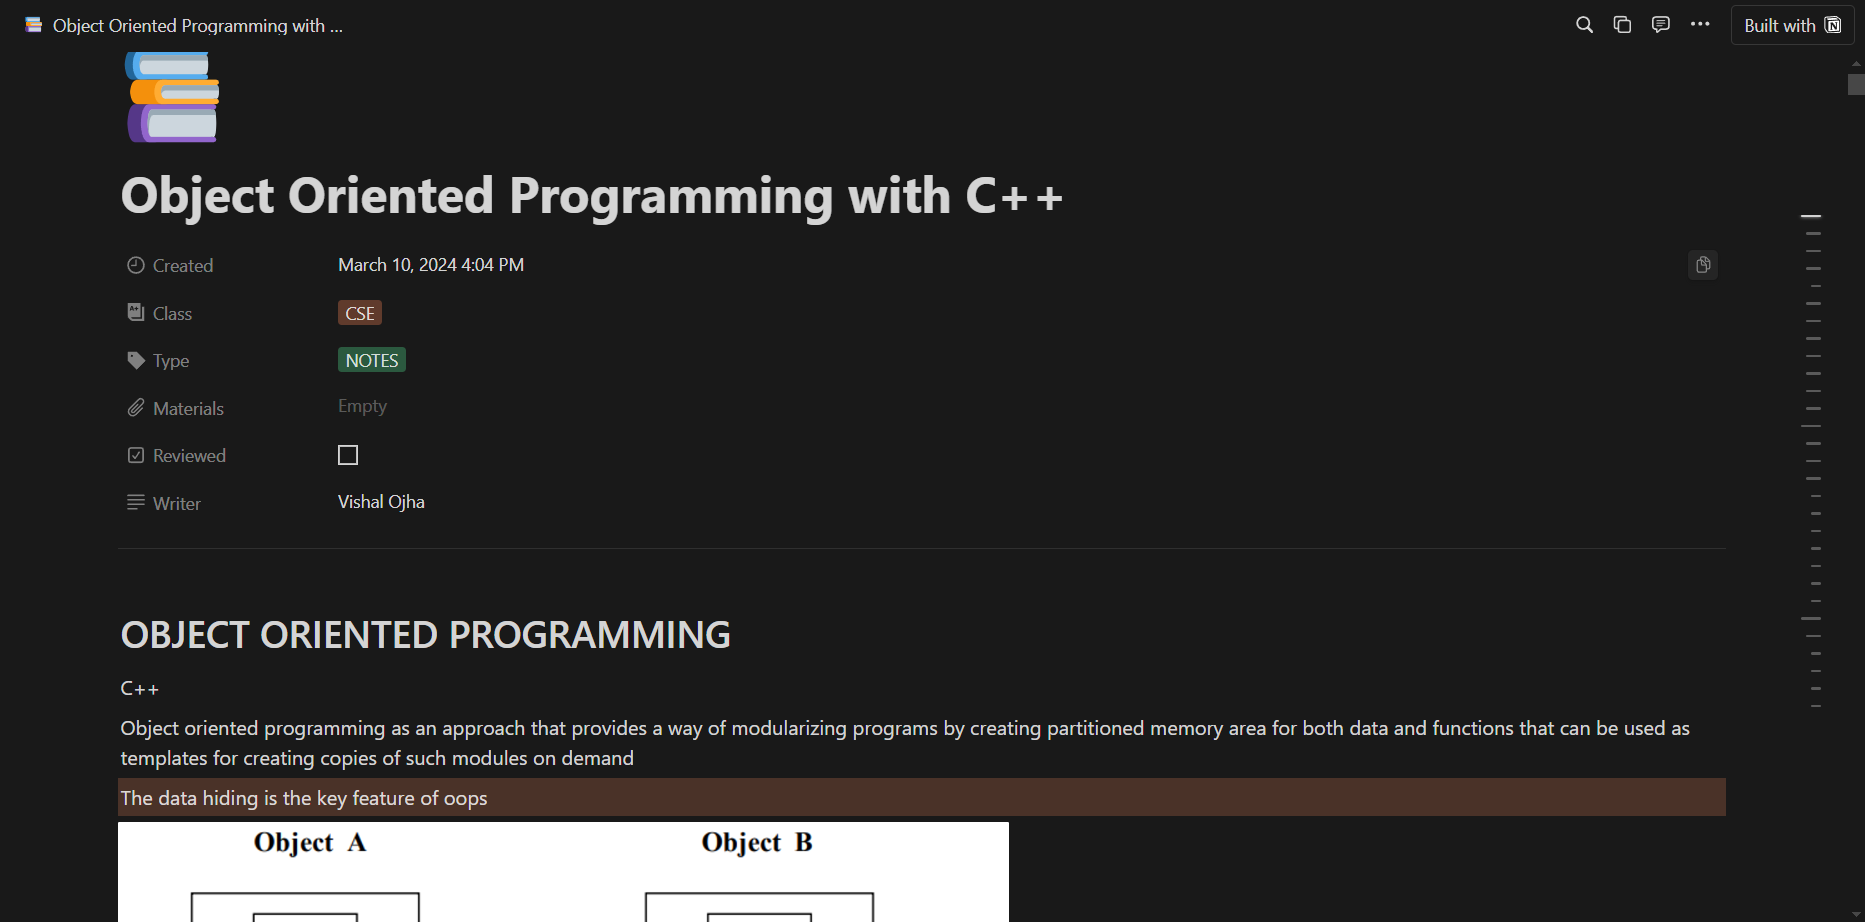 Object Oriented Programming with ...
Built with
Object Oriented Programming with C++
Created March 10, 2024 4:04 PM
Class CSE
Type NOTES
Materials Empty
Reviewed
Writer Vishal Ojha
OBJECT ORIENTED PROGRAMMING
C++
Object oriented programming as an approach that provides a way of modularizing programs by creating partitioned memory area for both data and functions that can be used as
templates for creating copies of such modules on demand
The data hiding is the key feature of oops
Object A Object B